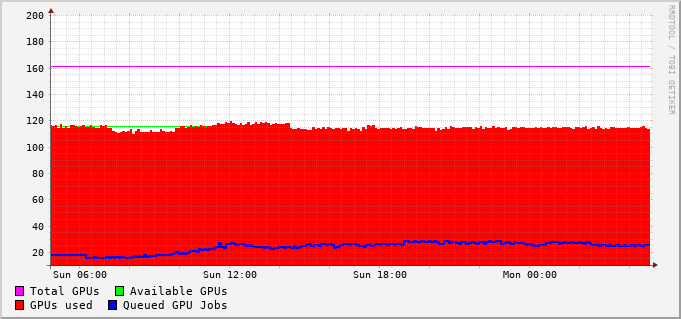 200
180
160
140
120
100
80
60
40
20
Sun 06:00 Sun 12:00 Sun 18:00 Mon 00:00
Total GPUs Available GPUs
GPUs used Queued GPU Jobs
RRDTOOL / TOBI OETIKER